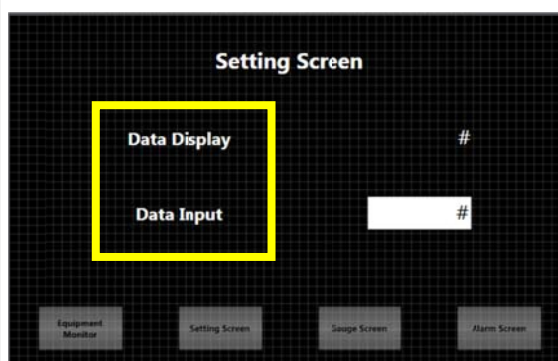 Setting Screen
Data Display #
Data Input #
Equipment
Monitor
Setting Screen
Gauge Screen
Alarm Screen